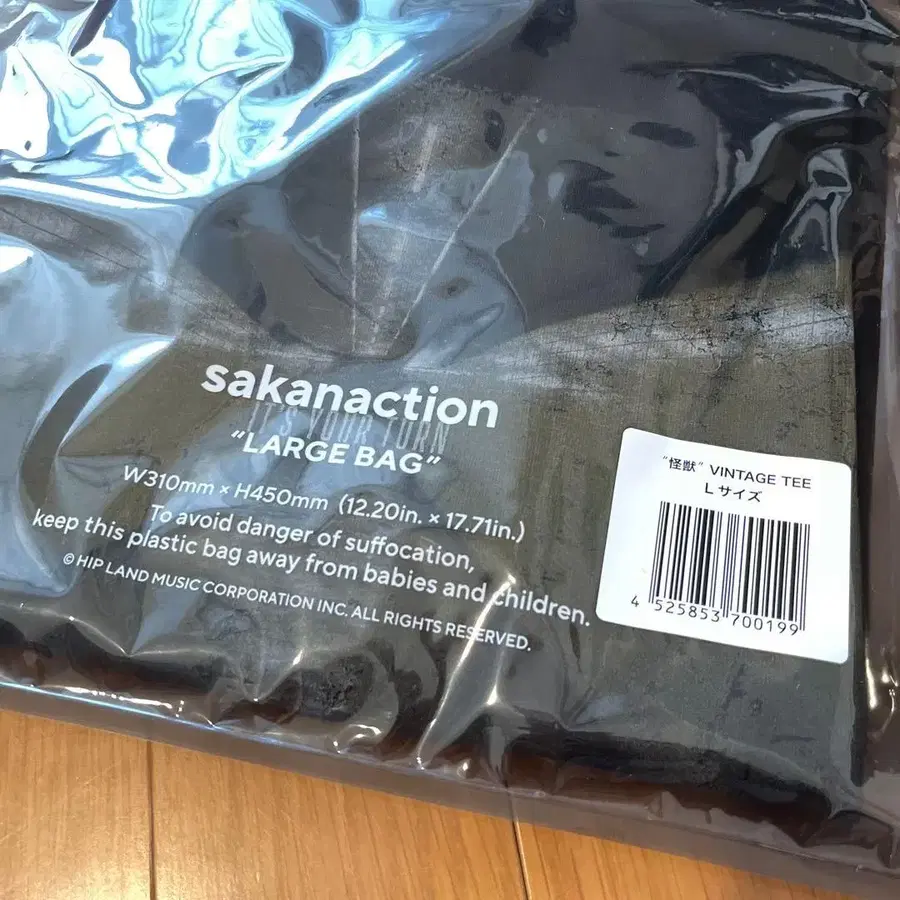 sakanaction
IT'S YOUR TURN
"LARGE BAG"
W310mm × H450mm (12.20in. × 17.71in.)
To avoid danger of suffocation,
keep this plastic bag away from babies and children.
© HIP LAND MUSIC CORPORATION INC. ALL RIGHTS RESERVED.
"怪獣" VINTAGE TEE
L サイズ
4 525853 700199